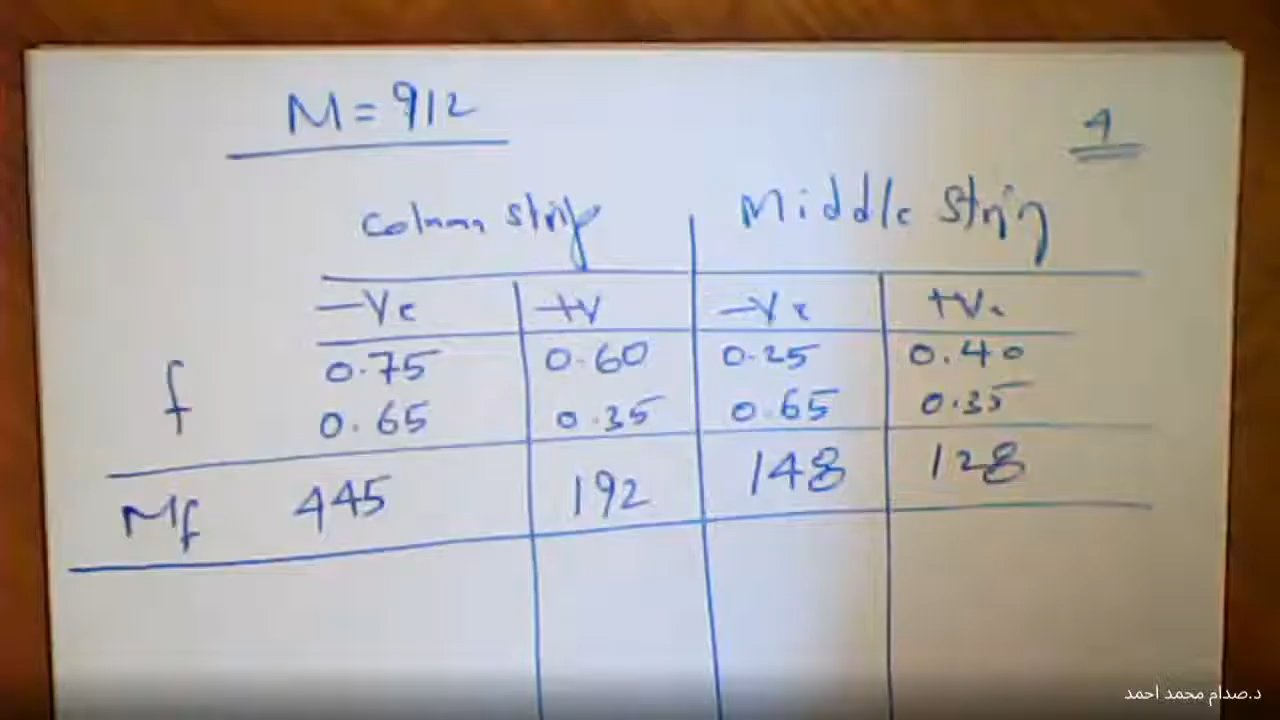 M = 912
4
Column strip Middle Strip
-Ve +V -Ve +Ve
f 0.75 0.60 0.25 0.40
0.65 0.35 0.65 0.35
Mf 445 192 148 128
د.صدام محمد احمد